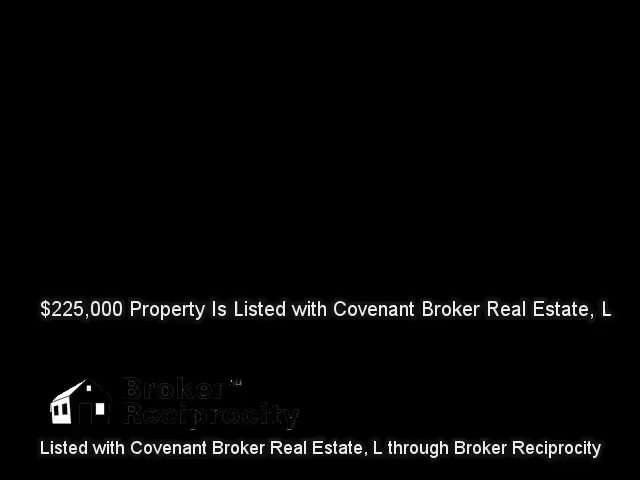 $225,000 Property Is Listed with Covenant Broker Real Estate, L
Broker™
Reciprocity
Listed with Covenant Broker Real Estate, L through Broker Reciprocity